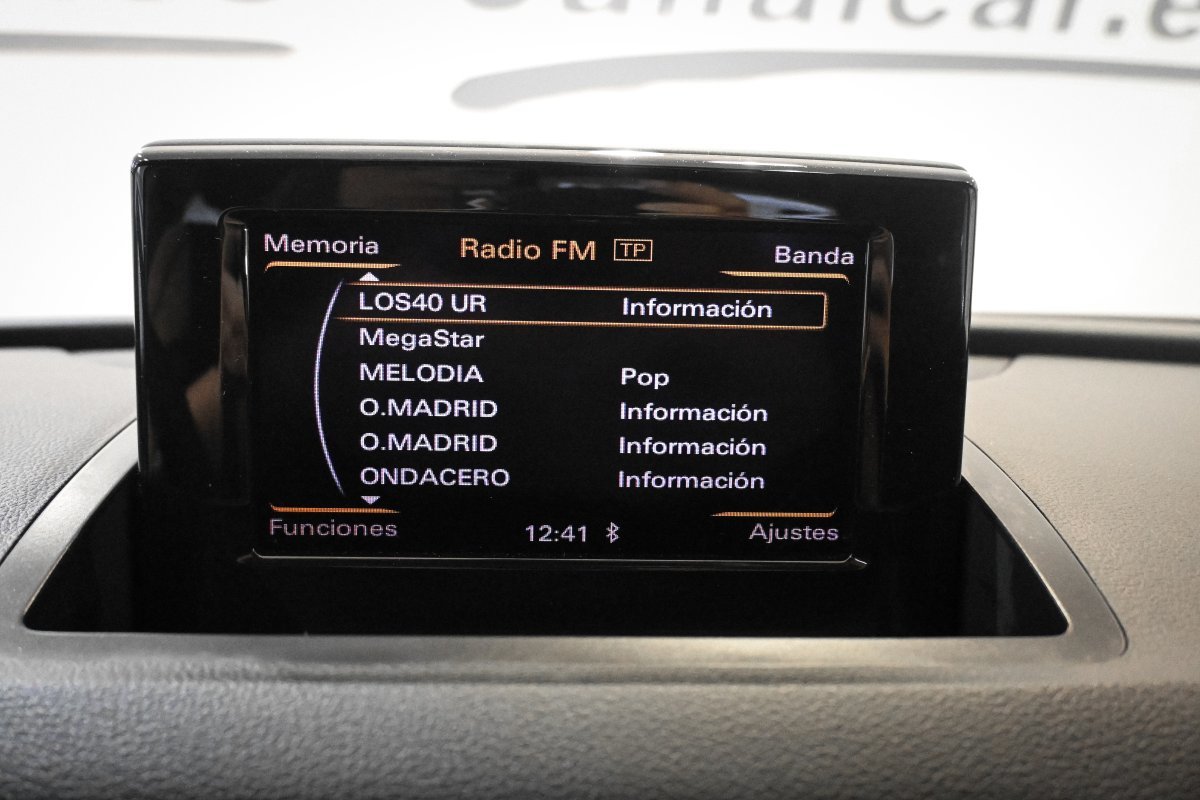 Memoria Radio FM TP Banda
LOS40 UR Información
MegaStar
MELODIA Pop
O.MADRID Información
O.MADRID Información
ONDACERO Información
Funciones 12:41 Ajustes